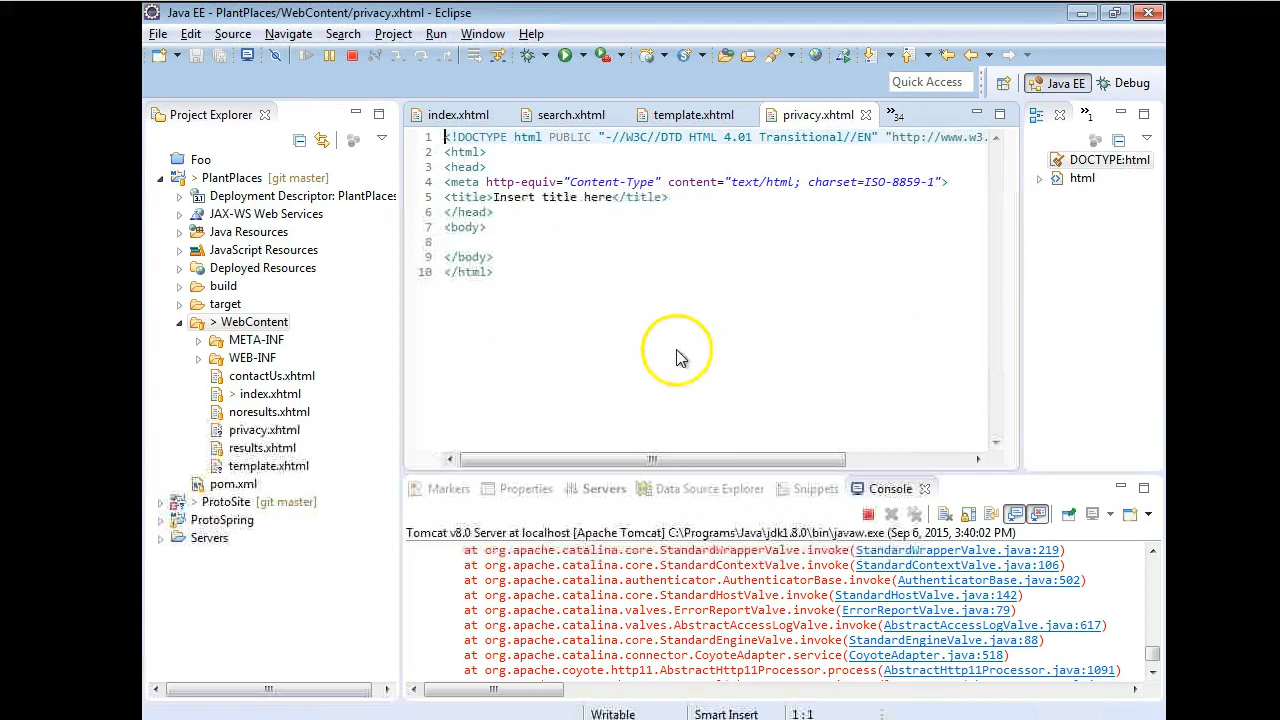 Java EE - PlantPlaces/WebContent/privacy.xhtml - Eclipse
File Edit Source Navigate Search Project Run Window Help
Quick Access
Java EE
Debug
Project Explorer
index.xhtml
search.xhtml
template.xhtml
privacy.xhtml
34
1
Foo
> PlantPlaces [git master]
Deployment Descriptor: PlantPlaces
JAX-WS Web Services
Java Resources
JavaScript Resources
Deployed Resources
build
target
> WebContent
META-INF
WEB-INF
contactUs.xhtml
> index.xhtml
noresults.xhtml
privacy.xhtml
results.xhtml
template.xhtml
pom.xml
> ProtoSite [git master]
ProtoSpring
Servers
1 <!DOCTYPE html PUBLIC "-//W3C//DTD HTML 4.01 Transitional//EN" "http://www.w3.
2 <html>
3 <head>
4 <meta http-equiv="Content-Type" content="text/html; charset=ISO-8859-1">
5 <title>Insert title here</title>
6 </head>
7 <body>
8
9 </body>
10 </html>
DOCTYPE:html
html
Markers
Properties
Servers
Data Source Explorer
Snippets
Console
Tomcat v8.0 Server at localhost [Apache Tomcat] C:\Programs\Java\jdk1.8.0\bin\javaw.exe (Sep 6, 2015, 3:40:02 PM)
at org.apache.catalina.core.StandardWrapperValve.invoke(StandardWrapperValve.java:219)
at org.apache.catalina.core.StandardContextValve.invoke(StandardContextValve.java:106)
at org.apache.catalina.authenticator.AuthenticatorBase.invoke(AuthenticatorBase.java:502)
at org.apache.catalina.core.StandardHostValve.invoke(StandardHostValve.java:142)
at org.apache.catalina.valves.ErrorReportValve.invoke(ErrorReportValve.java:79)
at org.apache.catalina.valves.AbstractAccessLogValve.invoke(AbstractAccessLogValve.java:617)
at org.apache.catalina.core.StandardEngineValve.invoke(StandardEngineValve.java:88)
at org.apache.catalina.connector.CoyoteAdapter.service(CoyoteAdapter.java:518)
at org.apache.coyote.http11.AbstractHttp11Processor.process(AbstractHttp11Processor.java:1091)
Writable
Smart Insert
1:1